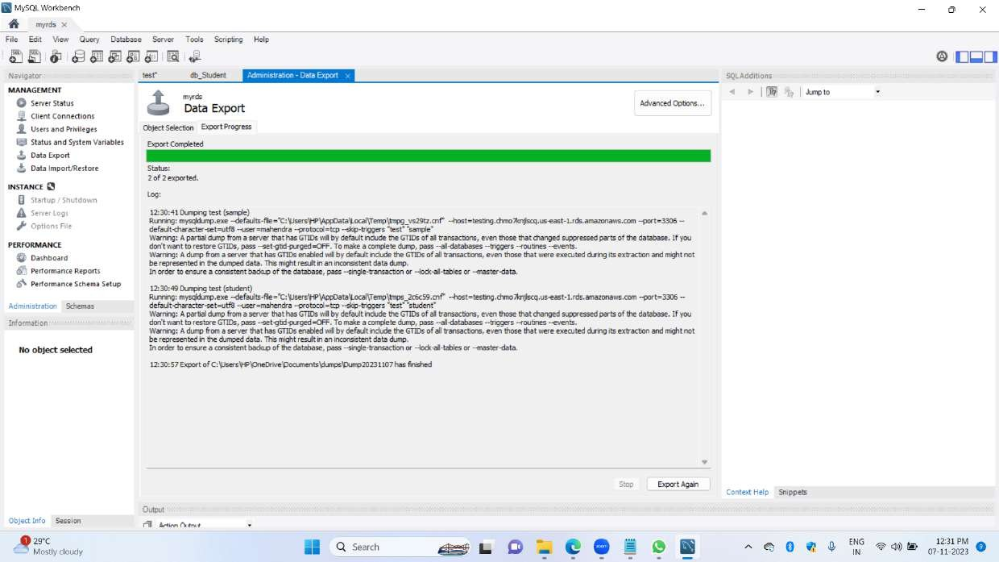 MySQL Workbench
myrds
File Edit View Query Database Server Tools Scripting Help
Navigator
MANAGEMENT
Server Status
Client Connections
Users and Privileges
Status and System Variables
Data Export
Data Import/Restore
INSTANCE
Startup / Shutdown
Server Logs
Options File
PERFORMANCE
Dashboard
Performance Reports
Performance Schema Setup
Administration Schemas
Information
No object selected
Object Info Session
test* db_Student Administration - Data Export
myrds
Data Export
Advanced Options...
Object Selection Export Progress
Export Completed
Status:
2 of 2 exported.
Log:
12:30:41 Dumping test (sample)
Running: mysqldump.exe --defaults-file="C:\Users\HP\AppData\Local\Temp\tmpg_vs29tz.cnf" --host=testing.chmo7knjlscq.us-east-1.rds.amazonaws.com --port=3306 --
default-character-set=utf8 --user=mahendra --protocol=tcp --skip-triggers "test" "sample"
Warning: A partial dump from a server that has GTIDs will by default include the GTIDs of all transactions, even those that changed suppressed parts of the database. If you
don't want to restore GTIDs, pass --set-gtid-purged=OFF. To make a complete dump, pass --all-databases --triggers --routines --events.
Warning: A dump from a server that has GTIDs enabled will by default include the GTIDs of all transactions, even those that were executed during its extraction and might not
be represented in the dumped data. This might result in an inconsistent data dump.
In order to ensure a consistent backup of the database, pass --single-transaction or --lock-all-tables or --master-data.
12:30:49 Dumping test (student)
Running: mysqldump.exe --defaults-file="C:\Users\HP\AppData\Local\Temp\tmps_2c6c59.cnf" --host=testing.chmo7knjlscq.us-east-1.rds.amazonaws.com --port=3306 --
default-character-set=utf8 --user=mahendra --protocol=tcp --skip-triggers "test" "student"
Warning: A partial dump from a server that has GTIDs will by default include the GTIDs of all transactions, even those that changed suppressed parts of the database. If you
don't want to restore GTIDs, pass --set-gtid-purged=OFF. To make a complete dump, pass --all-databases --triggers --routines --events.
Warning: A dump from a server that has GTIDs enabled will by default include the GTIDs of all transactions, even those that were executed during its extraction and might not
be represented in the dumped data. This might result in an inconsistent data dump.
In order to ensure a consistent backup of the database, pass --single-transaction or --lock-all-tables or --master-data.
12:30:57 Export of C:\Users\HP\OneDrive\Documents\dumps\Dump20231107 has finished
Stop Export Again
Output
Action Output
SQLAdditions
Jump to
Context Help Snippets
1
29°C
Mostly cloudy
Search
zoom
ENG
IN
12:31 PM
07-11-2023
9